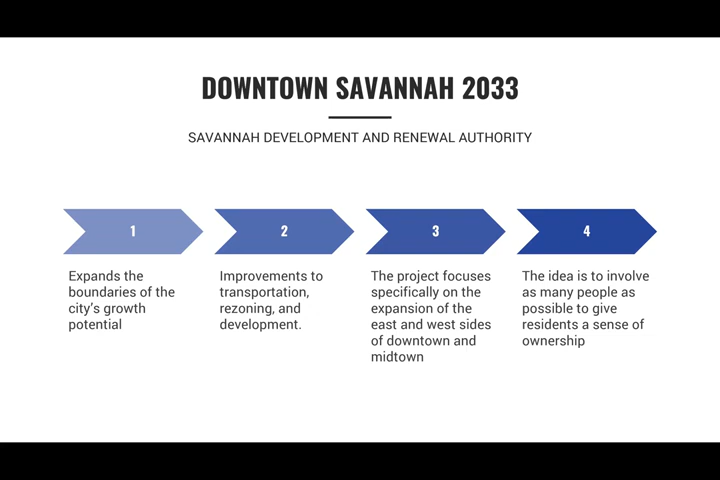 DOWNTOWN SAVANNAH 2033
SAVANNAH DEVELOPMENT AND RENEWAL AUTHORITY
1
Expands the
boundaries of the
city's growth
potential
2
Improvements to
transportation,
rezoning, and
development.
3
The project focuses
specifically on the
expansion of the
east and west sides
of downtown and
midtown
4
The idea is to involve
as many people as
possible to give
residents a sense of
ownership